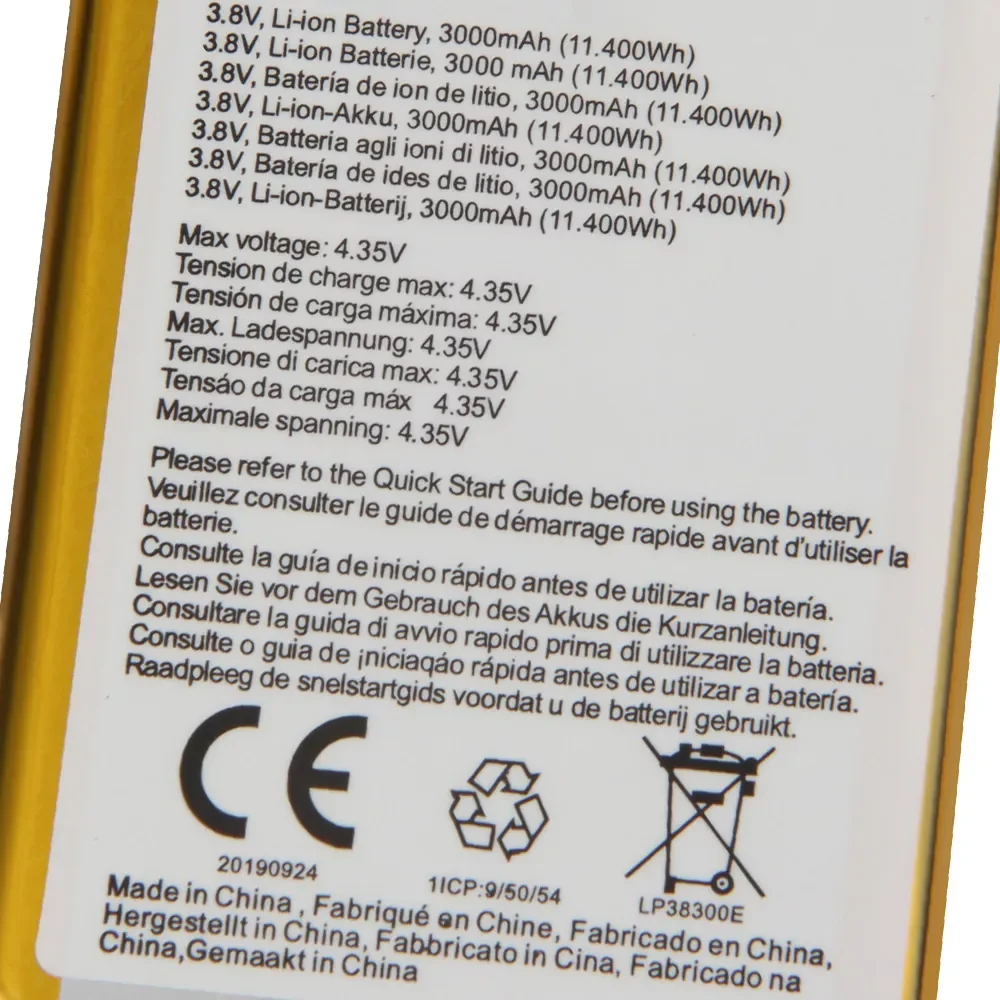 3.8V, Li-ion Battery, 3000mAh (11.400Wh)
3.8V, Li-ion Batterie, 3000 mAh (11.400Wh)
3.8V, Batería de ion de litio, 3000mAh (11.400Wh)
3.8V, Li-ion-Akku, 3000mAh (11.400Wh)
3.8V, Batteria agli ioni di litio, 3000mAh (11.400Wh)
3.8V, Batería de ides de litio, 3000mAh (11.400Wh)
3.8V, Li-ion-Batterij, 3000mAh (11.400Wh)
Max voltage: 4.35V
Tension de charge max: 4.35V
Tensión de carga máxima: 4.35V
Max. Ladespannung: 4.35V
Tensione di carica max: 4.35V
Tensáo da carga máx 4.35V
Maximale spanning: 4.35V
Please refer to the Quick Start Guide before using the battery.
Veuillez consulter le guide de démarrage rapide avant d'utiliser la
batterie.
Consulte la guía de inicio rápido antes de utilizar la batería.
Lesen Sie vor dem Gebrauch des Akkus die Kurzanleitung.
Consultare la guida di avvio rapido prima di utilizzare la batteria.
Consulte o guia de ¡niciaqáo rápida antes de utilizar a batería.
Raadpleeg de snelstartgids voordat u de batterij gebruikt.
CE
20190924
1ICP:9/50/54
LP38300E
Made in China , Fabriqué en Chine, Fabricado en China,
Hergestellt in China, Fabbricato in Cina, Fabricado na
China,Gemaakt in China